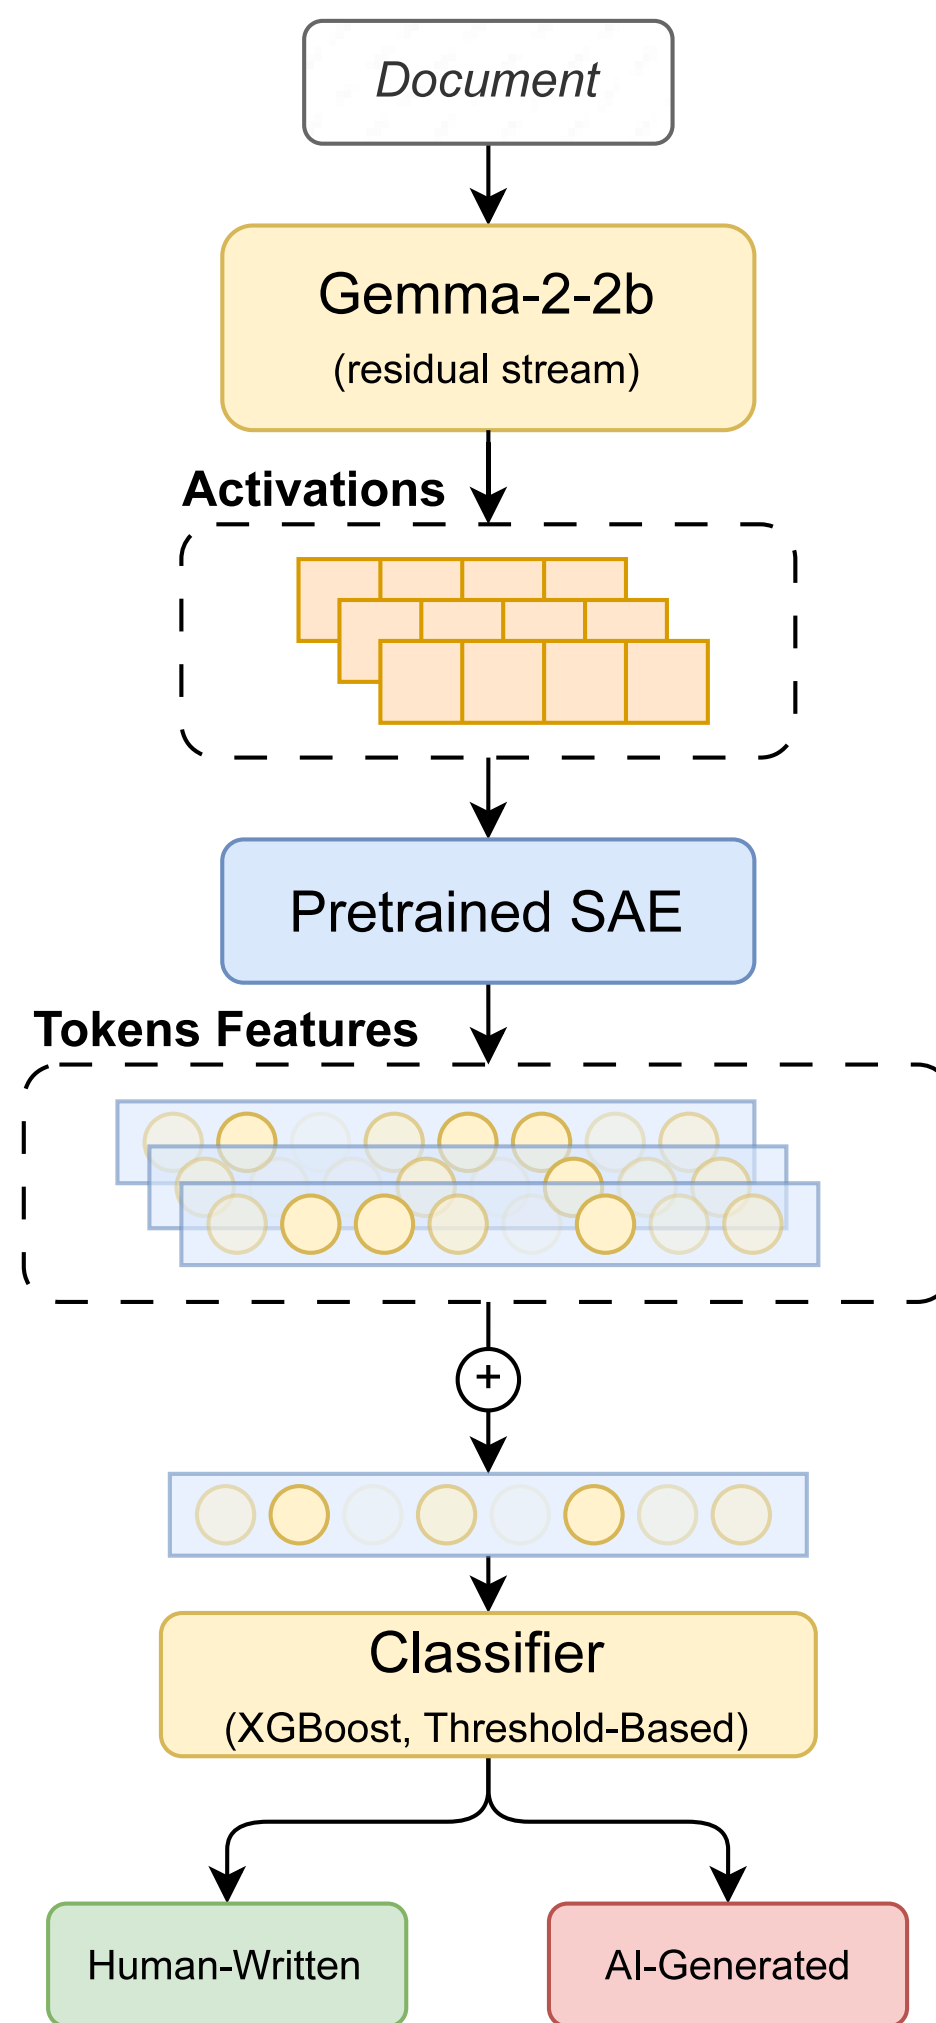 Document
Gemma-2-2b
(residual stream)
Activations
Pretrained SAE
Tokens Features
+
Classifier
(XGBoost, Threshold-Based)
Human-Written
AI-Generated